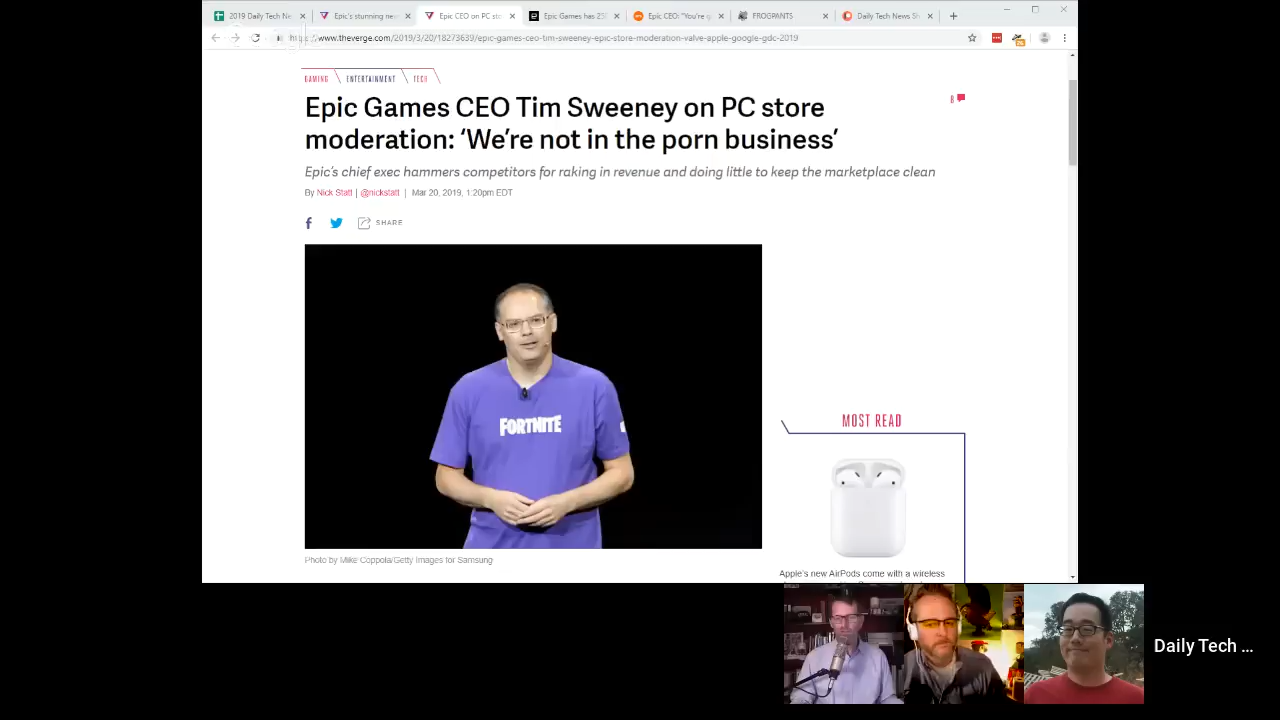 2019 Daily Tech Ne
Epic's stunning new
Epic CEO on PC sto
Epic Games has 250
Epic CEO: "You're g
FROGPANTS
Daily Tech News Sh
www.theverge.com/2019/3/20/18273639/epic-games-ceo-tim-sweeney-epic-store-moderation-valve-apple-google-gdc-2019
GAMING ENTERTAINMENT TECH
Epic Games CEO Tim Sweeney on PC store
moderation: ‘We’re not in the porn business’
8
Epic’s chief exec hammers competitors for raking in revenue and doing little to keep the marketplace clean
By Nick Statt | @nickstatt | Mar 20, 2019, 1:20pm EDT
SHARE
FORTNITE
MOST READ
Photo by Mike Coppola/Getty Images for Samsung
Apple's new AirPods come with a wireless
Daily Tech ...